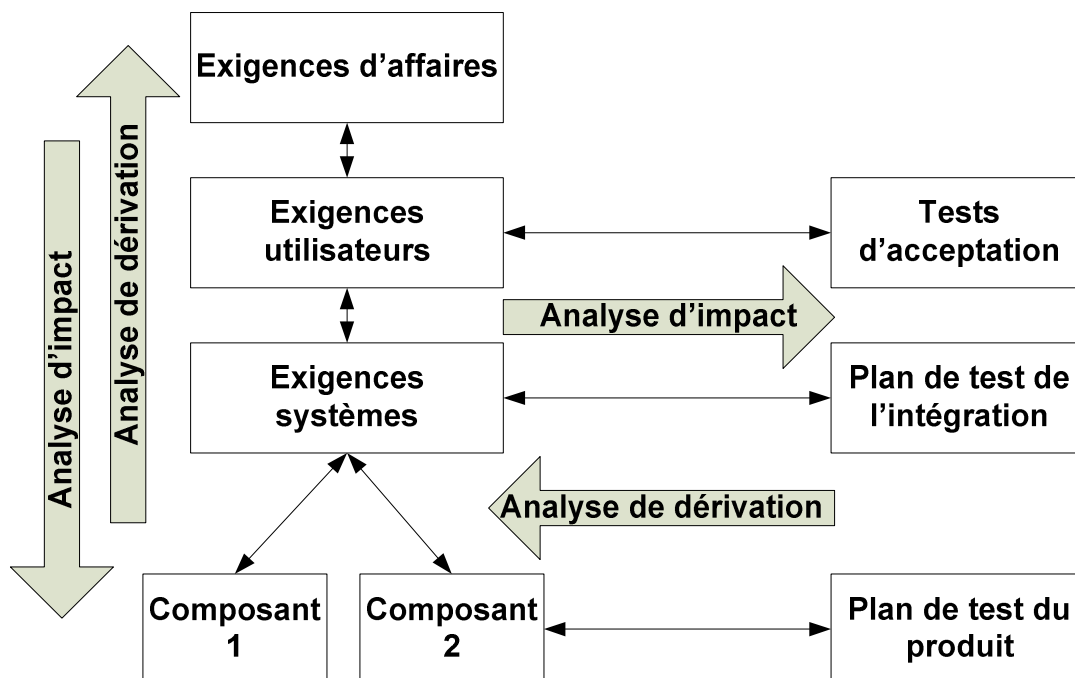 Exigences d’affaires
Analyse d’impact
Analyse de dérivation
Exigences
utilisateurs
Tests
d’acceptation
Analyse d’impact
Exigences
systèmes
Plan de test de
l’intégration
Analyse de dérivation
Composant
1
Composant
2
Plan de test du
produit